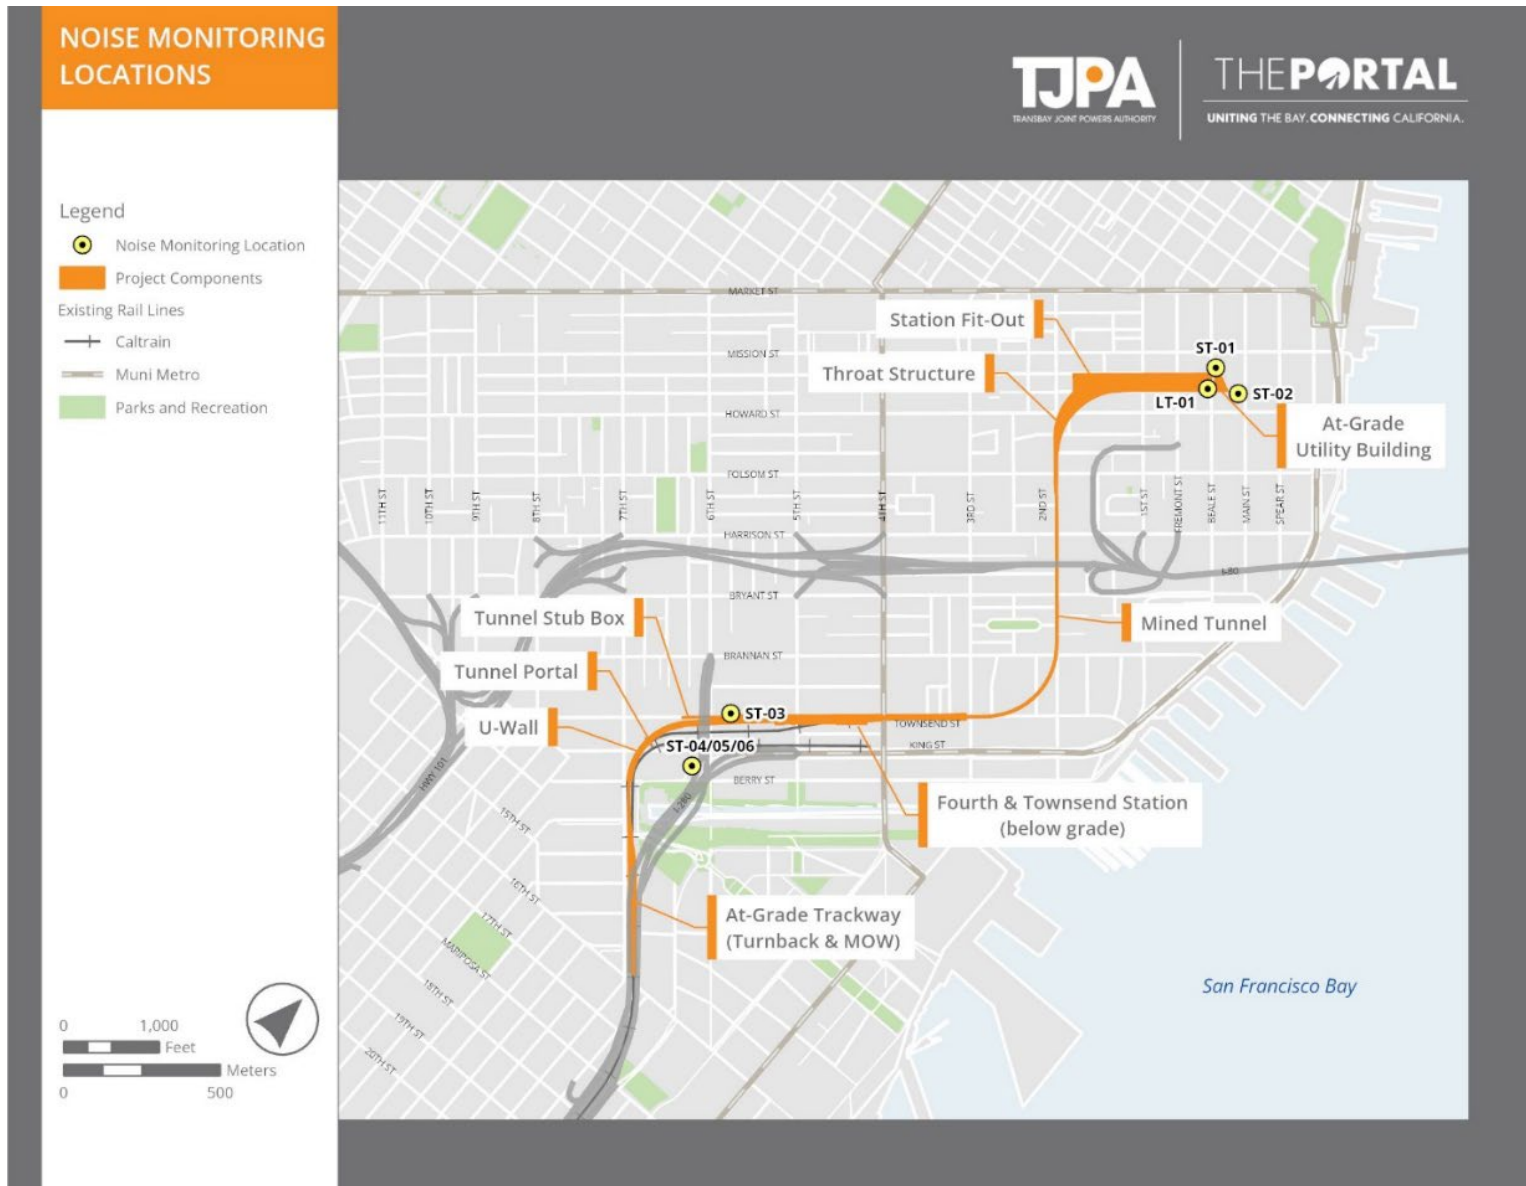 NOISE MONITORING
LOCATIONS
TJPA
TRANSBAY JOINT POWERS AUTHORITY
THE PORTAL
UNITING THE BAY. CONNECTING CALIFORNIA.
Legend
Noise Monitoring Location
Project Components
Existing Rail Lines
Caltrain
Muni Metro
Parks and Recreation
0 1,000
Feet
Meters
0 500
MARKET ST
Station Fit-Out
MISSION ST
ST-01
Throat Structure
LT-01
ST-02
HOWARD ST
At-Grade
Utility Building
FOLSOM ST
11TH ST
10TH ST
9TH ST
8TH ST
7TH ST
6TH ST
5TH ST
4TH ST
3RD ST
2ND ST
1ST ST
FREMONT ST
BEALE ST
MAIN ST
SPEAR ST
HARRISON ST
I-80
BRYANT ST
Tunnel Stub Box
Mined Tunnel
BRANNAN ST
Tunnel Portal
ST-03
U-Wall
TOWNSEND ST
ST-04/05/06
KING ST
HWY 101
BERRY ST
I-280
Fourth & Townsend Station
(below grade)
15TH ST
16TH ST
17TH ST
MARIPOSA ST
18TH ST
19TH ST
20TH ST
At-Grade Trackway
(Turnback & MOW)
San Francisco Bay